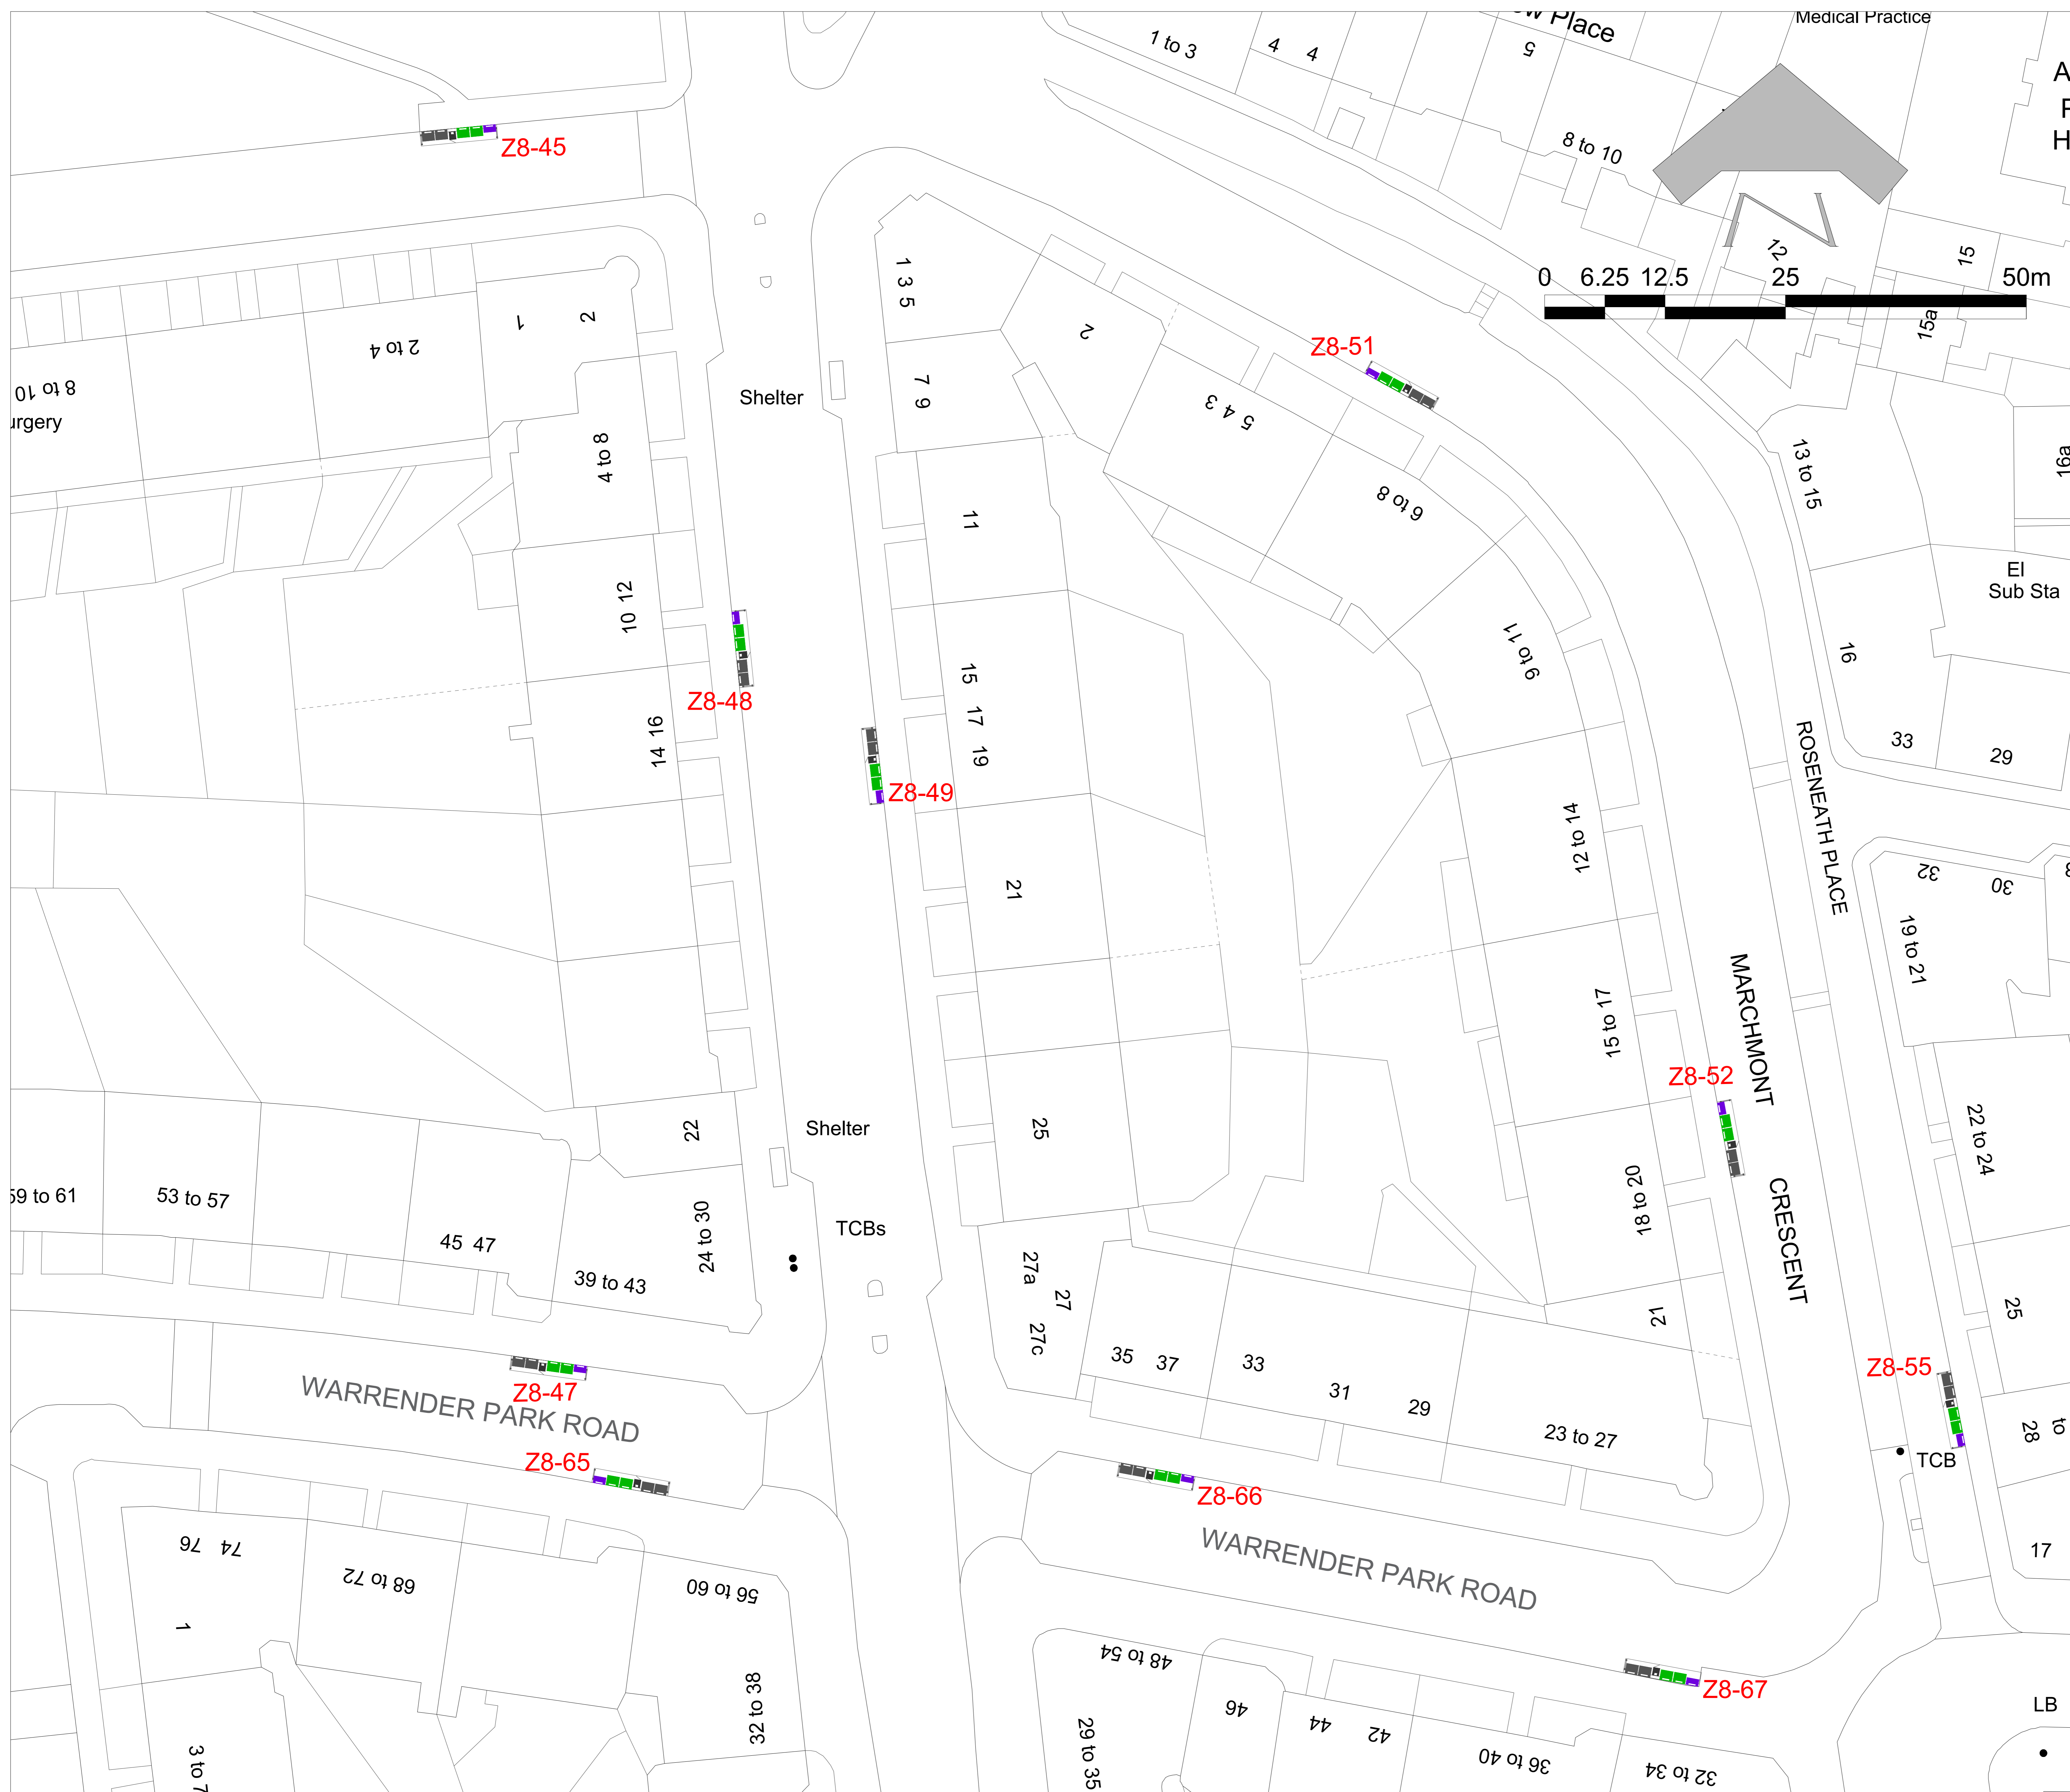 Place
Medical Practice
1 to 3
4 4
5
8 to 10
Z8-45
12
15
0 6.25 12.5 25 50m
15a
1 3 5
2
1
2
2 to 4
8 to 10
Z8-51
Shelter
7 9
5 4 3
4 to 8
6 to 8
13 to 15
16a
11
El
Sub Sta
10 12
9 to 11
16
Z8-48
15
17
19
14 16
33
29
Z8-49
ROSENEATH PLACE
12 to 14
21
32
30
19 to 21
MARCHMONT
CRESCENT
15 to 17
Z8-52
22
Shelter
25
22 to 24
59 to 61
53 to 57
45 47
39 to 43
24 to 30
TCBs
18 to 20
27a
27
27c
21
25
35 37
33
31
29
23 to 27
Z8-55
Z8-47
WARRENDER PARK ROAD
28
to
TCB
Z8-65
Z8-66
WARRENDER PARK ROAD
17
76 74
68 to 72
56 to 60
1
48 to 54
46
44
42
36 to 40
32 to 34
Z8-67
LB
32 to 38
29 to 35
3 to 7